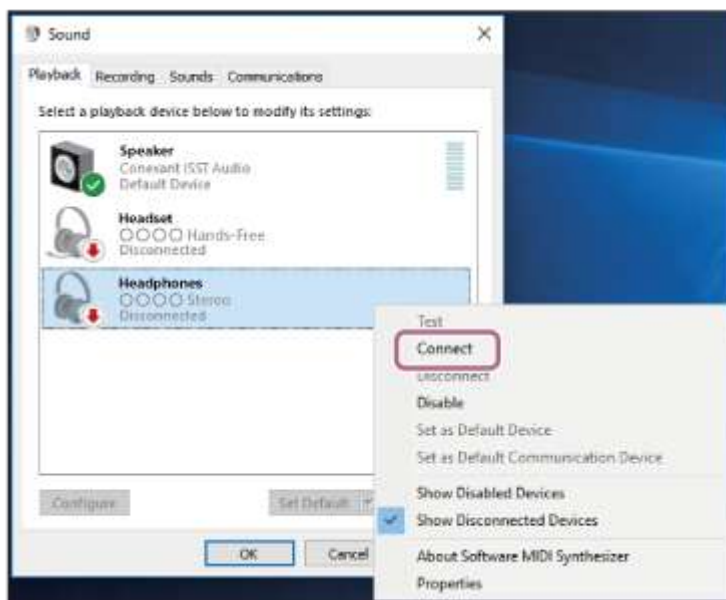 Sound
Playback Recording Sounds Communications
Select a playback device below to modify its settings:
Speaker
Conexant ISST Audio
Default Device
Headset
○○○○ Hands-Free
Disconnected
Headphones
○○○○ Stereo
Disconnected
Test
Connect
Disconnect
Disable
Set as Default Device
Set as Default Communication Device
Show Disabled Devices
Show Disconnected Devices
About Software MIDI Synthesizer
Properties
Configure Set Default
OK Cancel